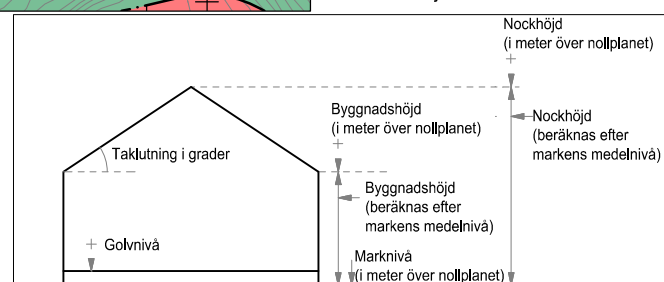 Nockhöjd
(i meter över nollplanet)
Byggnadshöjd
(i meter över nollplanet)
Nockhöjd
(beräknas efter
markens medelnivå)
Taklutning i grader
Byggnadshöjd
(beräknas efter
markens medelnivå)
Golvnivå
Marknivå
(i meter över nollplanet)